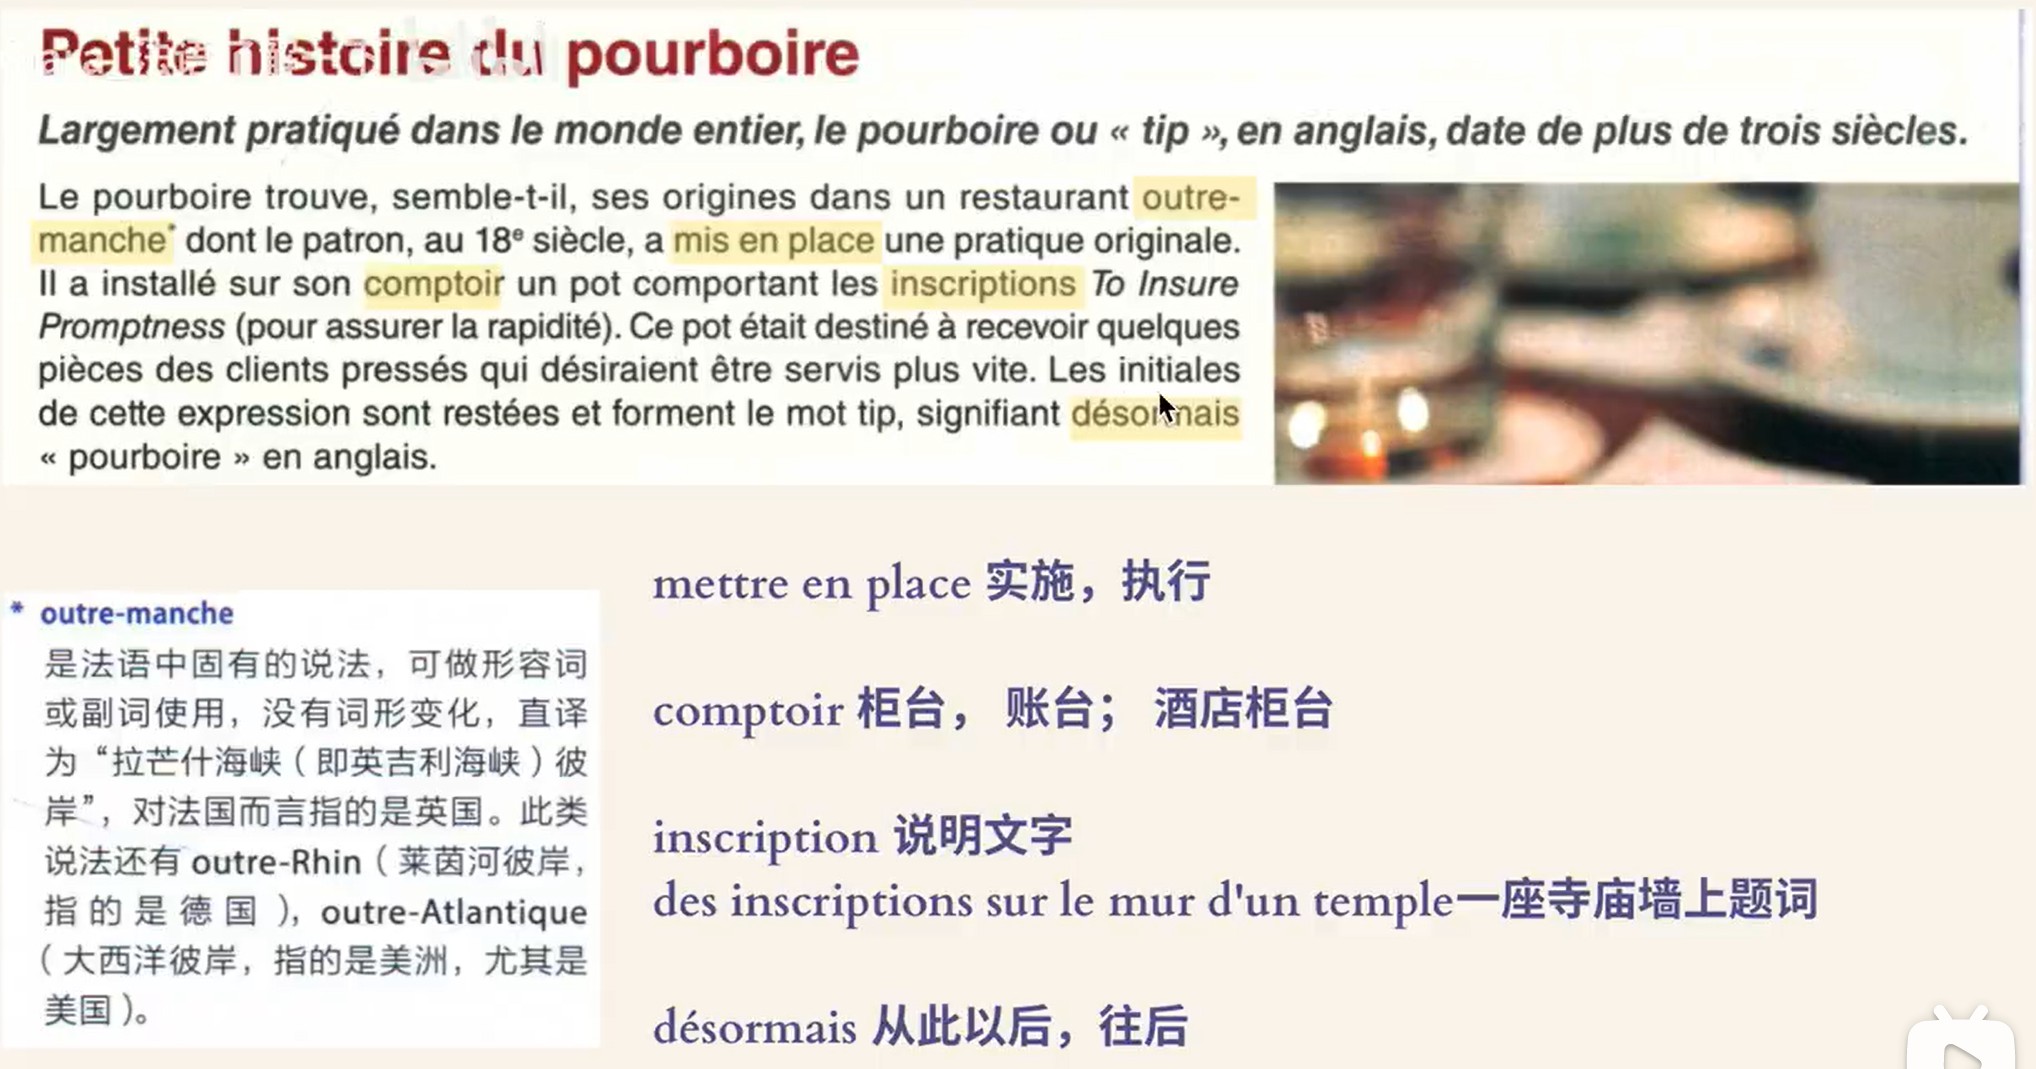 Petite histoire du pourboire
Largement pratiqué dans le monde entier, le pourboire ou « tip », en anglais, date de plus de trois siècles.
Le pourboire trouve, semble-t-il, ses origines dans un restaurant outre-
manche* dont le patron, au 18e siècle, a mis en place une pratique originale.
Il a installé sur son comptoir un pot comportant les inscriptions To Insure
Promptness (pour assurer la rapidité). Ce pot était destiné à recevoir quelques
pièces des clients pressés qui désiraient être servis plus vite. Les initiales
de cette expression sont restées et forment le mot tip, signifiant désormais
« pourboire » en anglais.
* outre-manche
是法语中固有的说法，可做形容词
或副词使用，没有词形变化，直译
为“拉芒什海峡（即英吉利海峡）彼
岸”，对法国而言指的是英国。此类
说法还有 outre-Rhin（莱茵河彼岸，
指的是德国），outre-Atlantique
（大西洋彼岸，指的是美洲，尤其是
美国）。
mettre en place 实施，执行
comptoir 柜台， 账台； 酒店柜台
inscription 说明文字
des inscriptions sur le mur d'un temple一座寺庙墙上题词
désormais 从此以后，往后